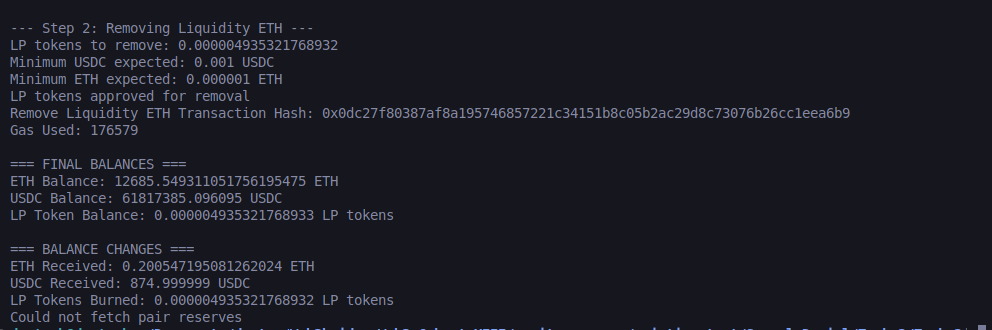 --- Step 2: Removing Liquidity ETH ---
LP tokens to remove: 0.000004935321768932
Minimum USDC expected: 0.001 USDC
Minimum ETH expected: 0.000001 ETH
LP tokens approved for removal
Remove Liquidity ETH Transaction Hash: 0x0dc27f80387af8a195746857221c34151b8c05b2ac29d8c73076b26cc1eea6b9
Gas Used: 176579
=== FINAL BALANCES ===
ETH Balance: 12685.549311051756195475 ETH
USDC Balance: 61817385.096095 USDC
LP Token Balance: 0.000004935321768933 LP tokens
=== BALANCE CHANGES ===
ETH Received: 0.200547195081262024 ETH
USDC Received: 874.999999 USDC
LP Tokens Burned: 0.000004935321768932 LP tokens
Could not fetch pair reserves